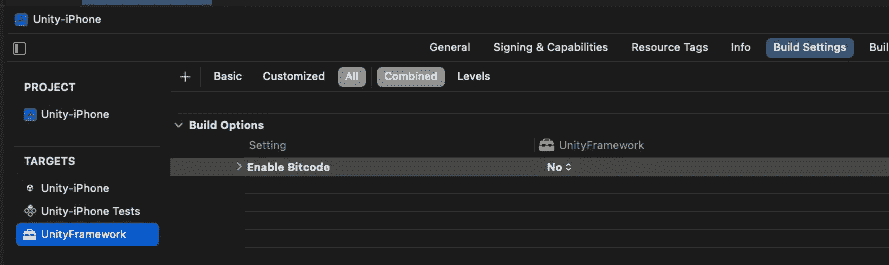 Unity-iPhone
General Signing & Capabilities Resource Tags Info Build Settings Bui
PROJECT
Unity-iPhone
TARGETS
Unity-iPhone
Unity-iPhone Tests
UnityFramework
+ Basic Customized All Combined Levels
Build Options
Setting UnityFramework
Enable Bitcode No